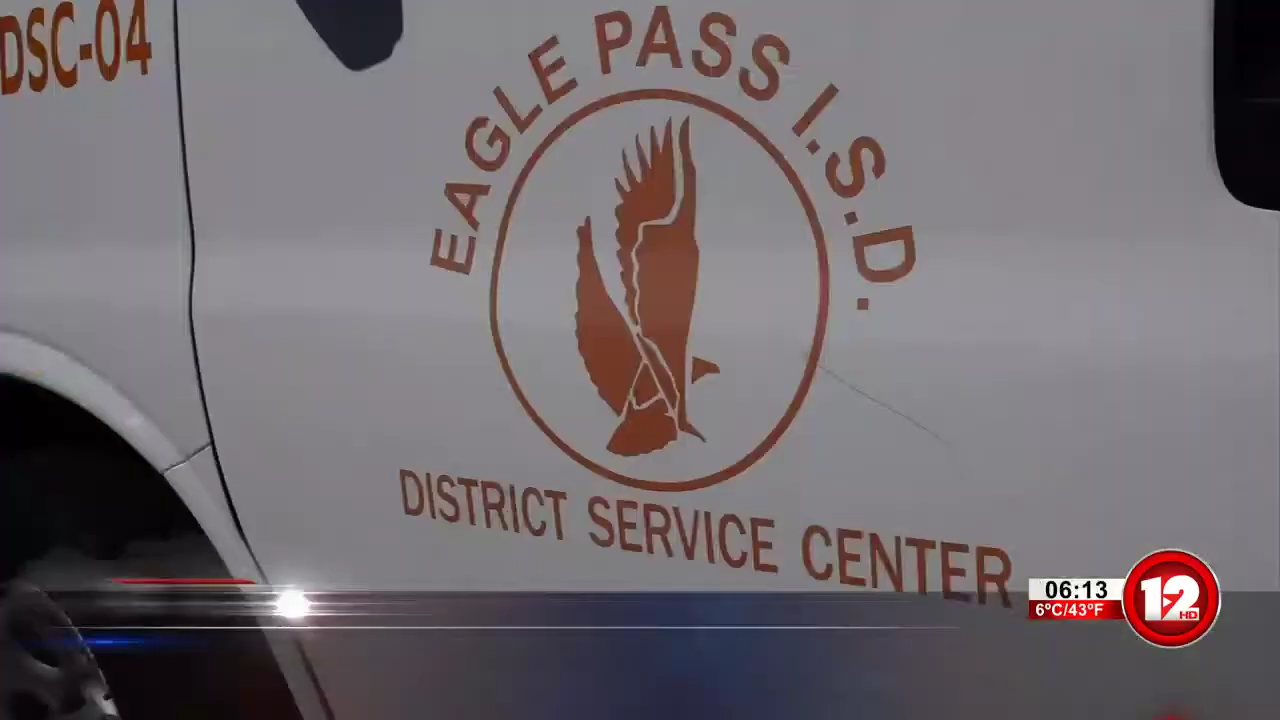 DSC-04
EAGLE PASS I.S.D.
DISTRICT SERVICE CENTER
06:13
6°C/43°F
12
HD